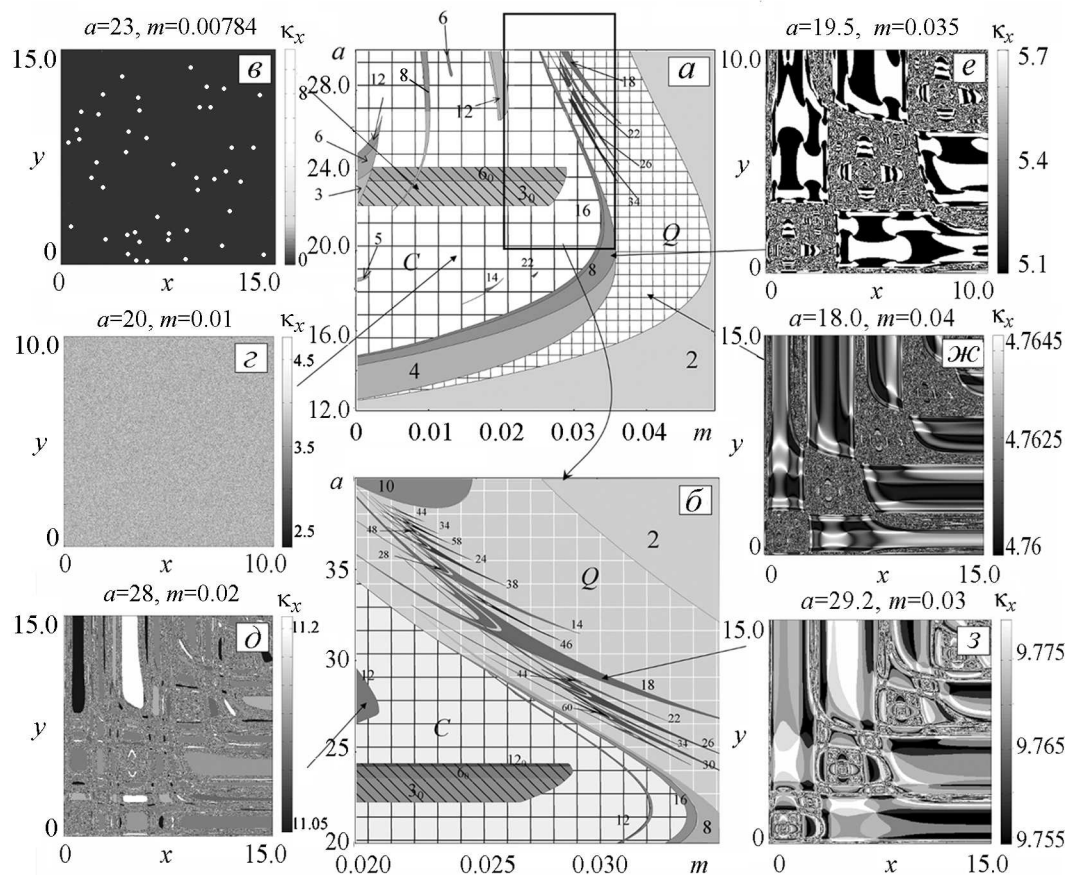 a=23, m=0.00784
κx
15.0
в
y
0
0
x
15.0
0
a
28.0
24.0
20.0
16.0
12.0
0
0.01
0.02
0.03
0.04
m
а
6
12
8
12
18
8
6
3
6₀
3₀
22
26
34
16
Q
C
5
14
22
8
4
2
a=19.5, m=0.035
κx
10.0
е
y
0
0
x
10.0
5.7
5.4
5.1
a=20, m=0.01
κx
10.0
г
y
0
0
x
10.0
4.5
3.5
2.5
a=18.0, m=0.04
κx
15.0
ж
y
0
0
x
15.0
4.7645
4.7625
4.76
a=28, m=0.02
κx
15.0
д
y
0
0
x
15.0
11.2
11.05
a
б
35
30
25
20
0.020
0.025
0.030
m
10
44
34
48
58
28
24
38
2
Q
14
46
18
44
60
22
34
26
30
12
C
12₀
6₀
3₀
16
12
8
a=29.2, m=0.03
κx
15.0
з
y
0
0
x
15.0
9.775
9.765
9.755